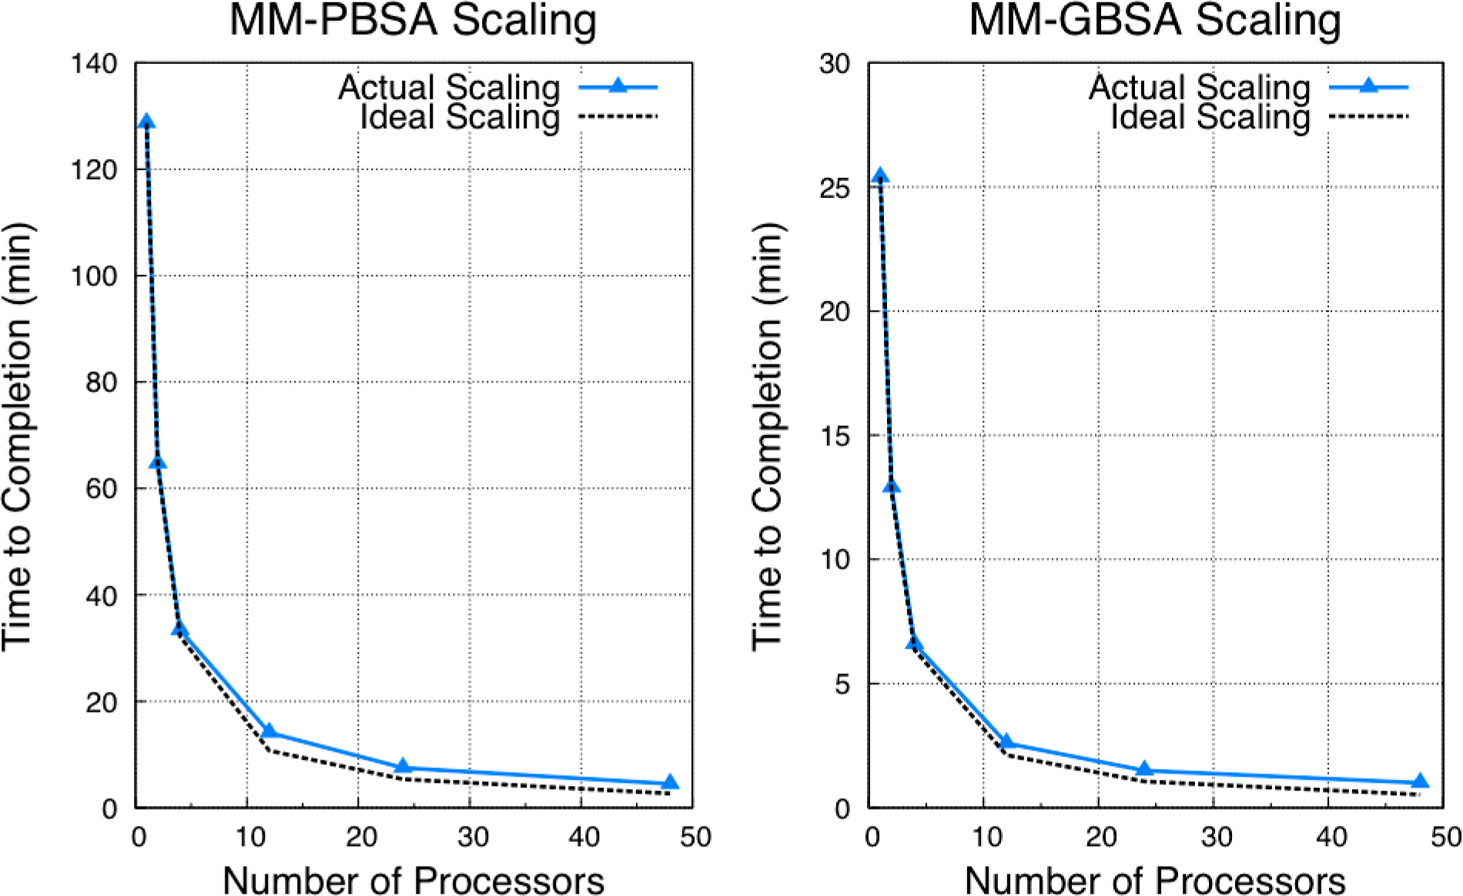 MM-PBSA Scaling
Actual Scaling
Ideal Scaling
Time to Completion (min)
140
120
100
80
60
40
20
0
0 10 20 30 40 50
Number of Processors
MM-GBSA Scaling
Actual Scaling
Ideal Scaling
Time to Completion (min)
30
25
20
15
10
5
0
0 10 20 30 40 50
Number of Processors